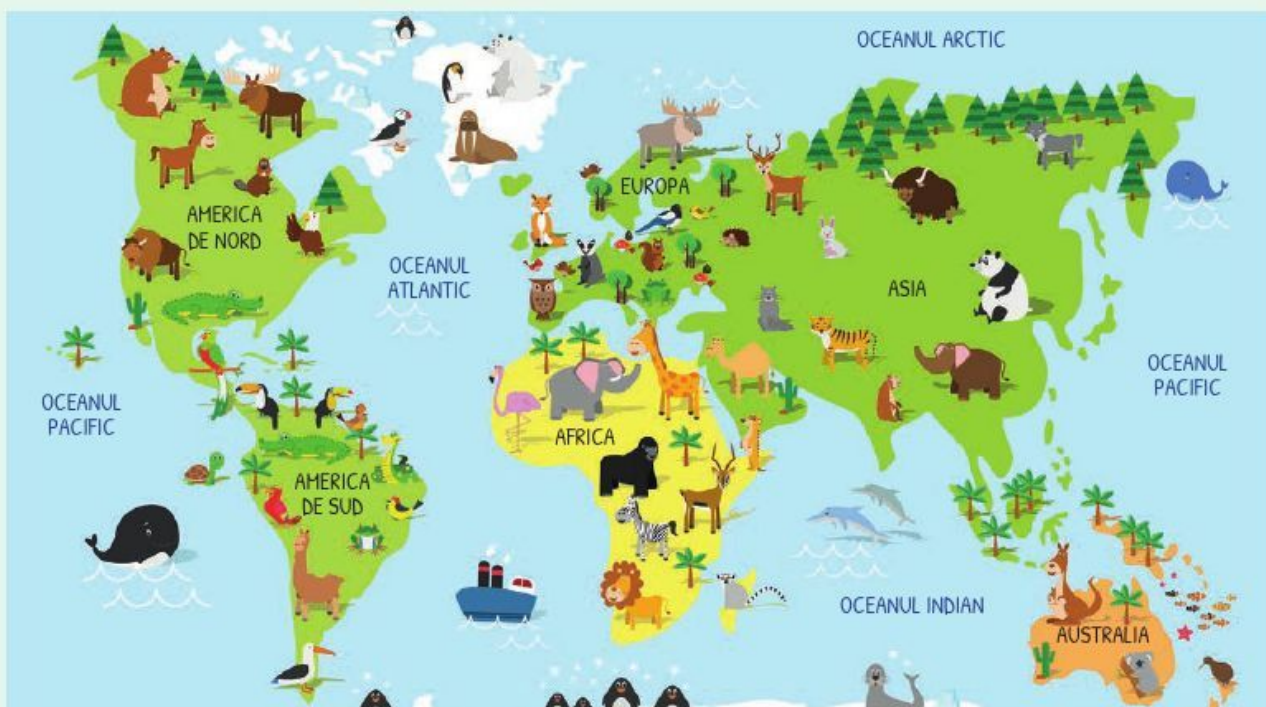 OCEANUL ARCTIC
EUROPA
AMERICA
DE NORD
OCEANUL
ATLANTIC
ASIA
OCEANUL
PACIFIC
OCEANUL
PACIFIC
AFRICA
AMERICA
DE SUD
OCEANUL INDIAN
AUSTRALIA